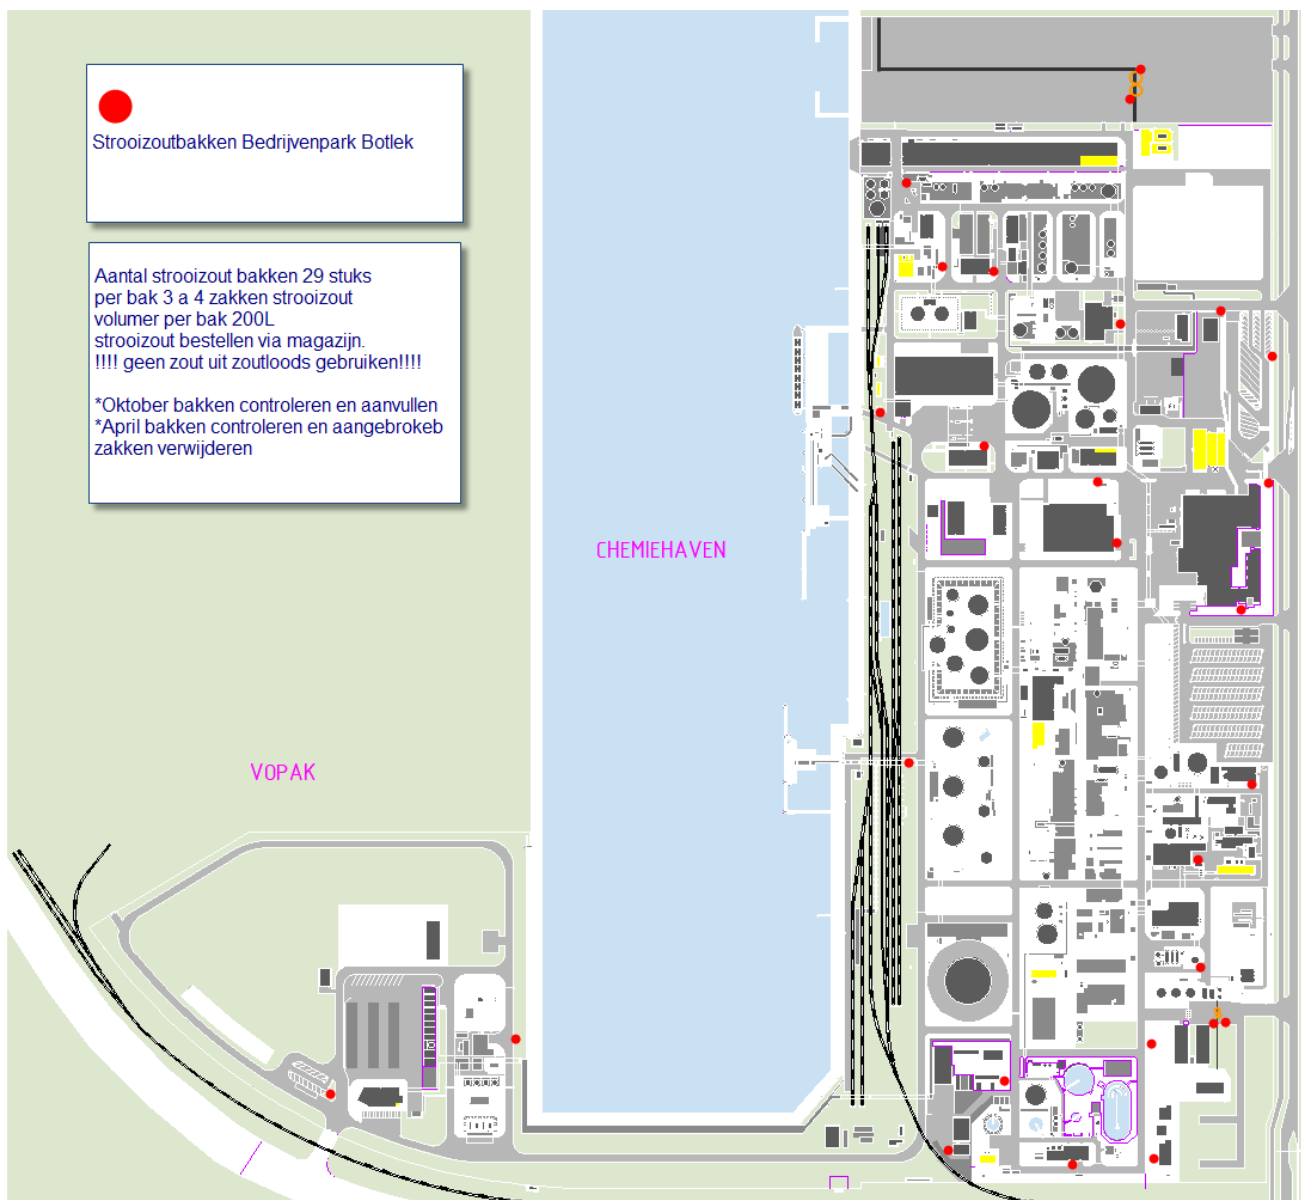 Strooizoutbakken Bedrijvenpark Botlek
Aantal strooizout bakken 29 stuks
per bak 3 a 4 zakken strooizout
volumer per bak 200L
strooizout bestellen via magazijn.
!!!! geen zout uit zoutloods gebruiken!!!!
*Oktober bakken controleren en aanvullen
*April bakken controleren en aangebrokeb
zakken verwijderen
CHEMIEHAVEN
VOPAK